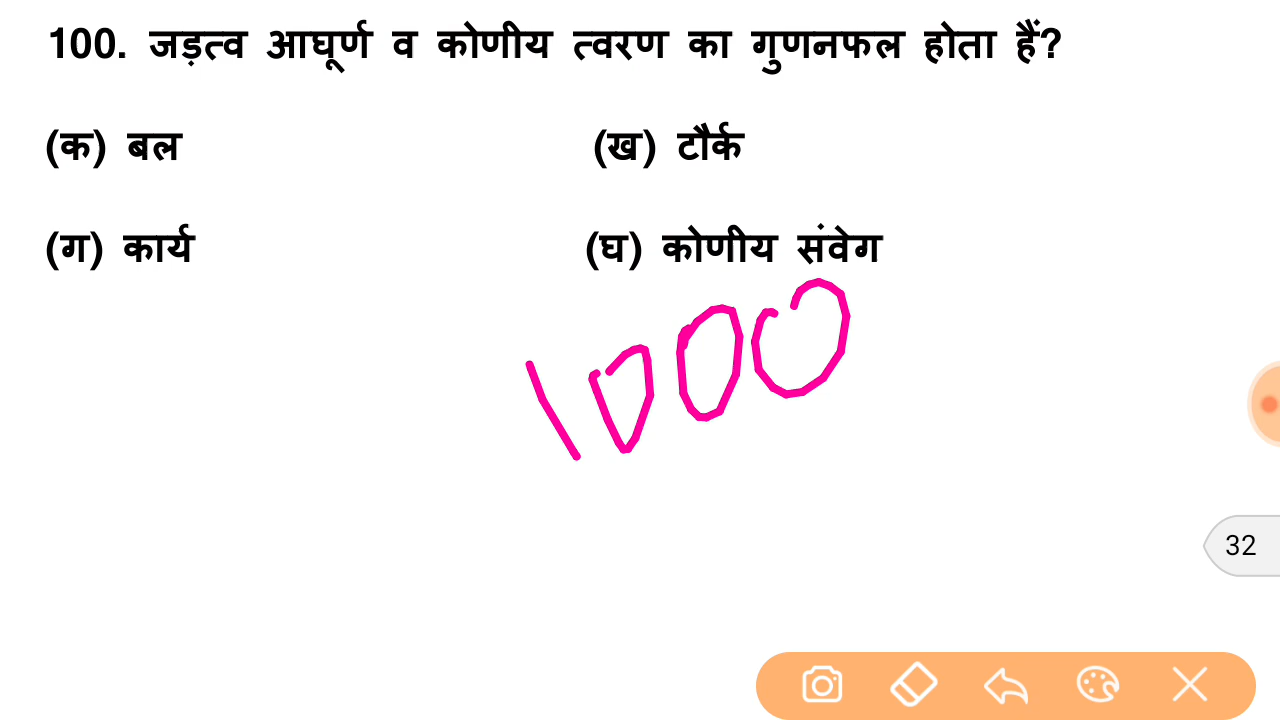 100. जड़त्व आघूर्ण व कोणीय त्वरण का गुणनफल होता हैं?
(क) बल (ख) टौर्क
(ग) कार्य (घ) कोणीय संवेग
1000
32